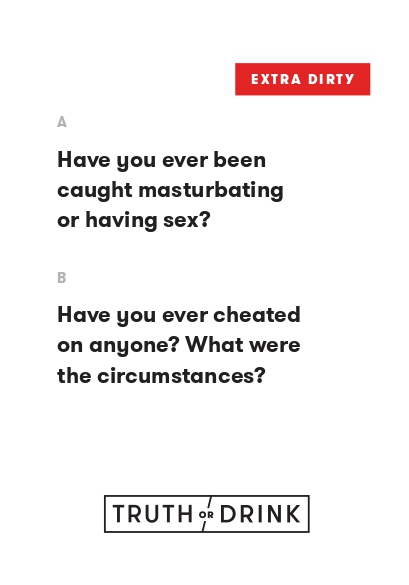 EXTRA DIRTY
A
Have you ever been
caught masturbating
or having sex?
B
Have you ever cheated
on anyone? What were
the circumstances?
TRUTH OR DRINK